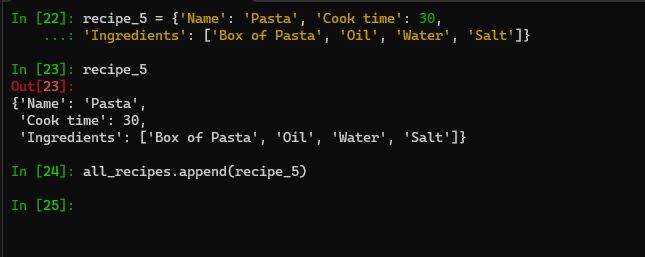 In [22]: recipe_5 = {'Name': 'Pasta', 'Cook time': 30,
    ...: 'Ingredients': ['Box of Pasta', 'Oil', 'Water', 'Salt']}
In [23]: recipe_5
Out[23]:
{'Name': 'Pasta',
 'Cook time': 30,
 'Ingredients': ['Box of Pasta', 'Oil', 'Water', 'Salt']}
In [24]: all_recipes.append(recipe_5)
In [25]: